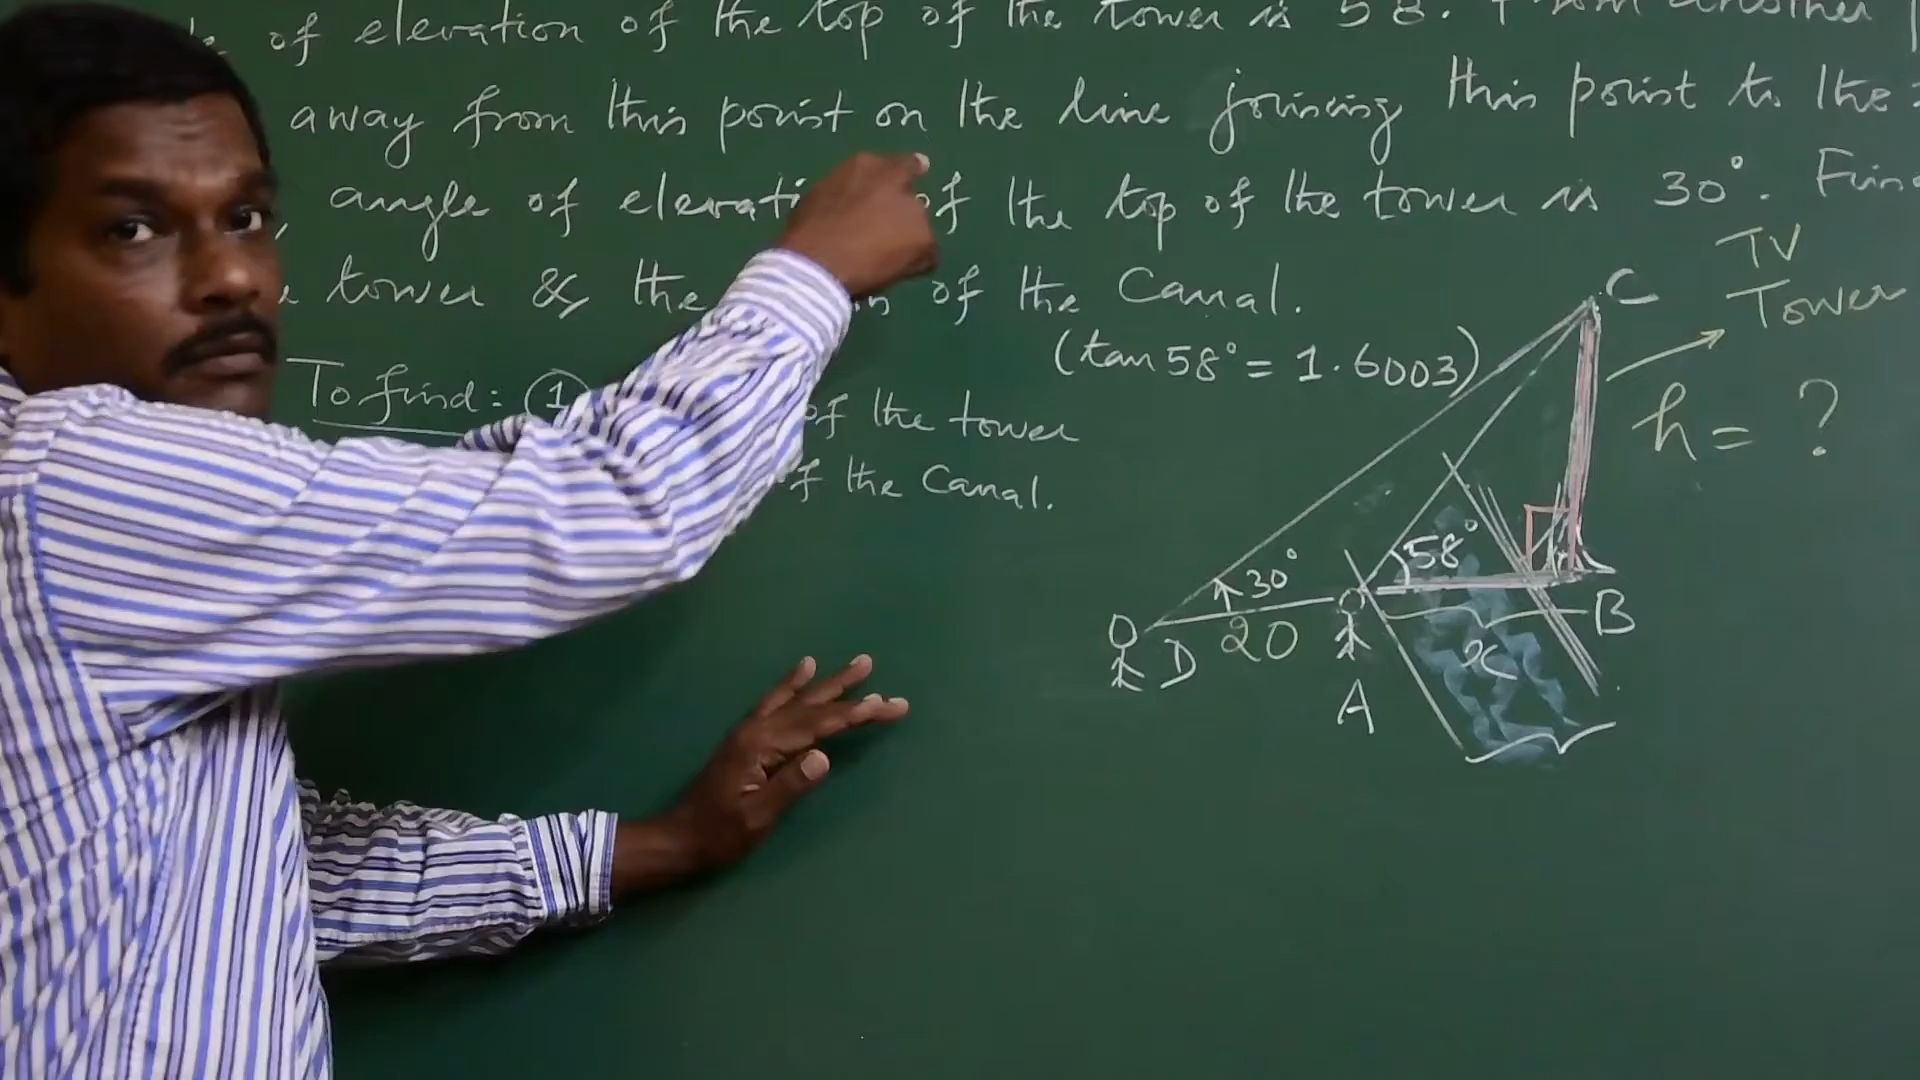 of elevation of the top of the tower is 58°. From another
away from this point on the line joining this point to the
angle of elevation of the top of the tower is 30°. Find
tower & the of the Canal.
(tan 58° = 1.6003)
To find: 1 of the tower
of the Canal.
TV
Tower
C
h = ?
30°
58°
D
20
A
x
B